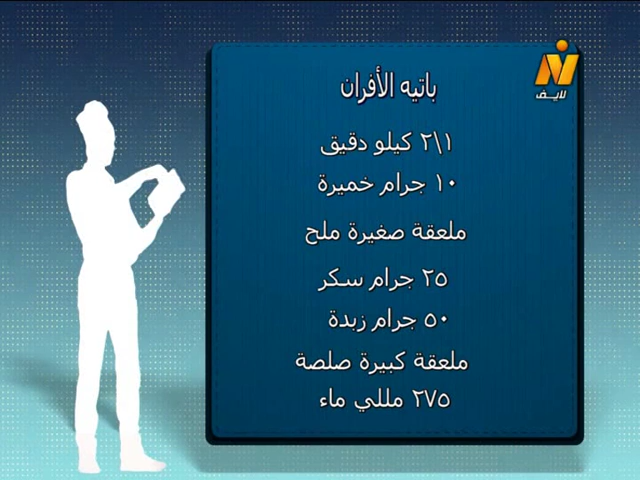 باتيه الأفران
لايف
١\٢ كيلو دقيق
١٠ جرام خميرة
ملعقة صغيرة ملح
٢٥ جرام سكر
٥٠ جرام زبدة
ملعقة كبيرة صلصة
٢٧٥ مللي ماء